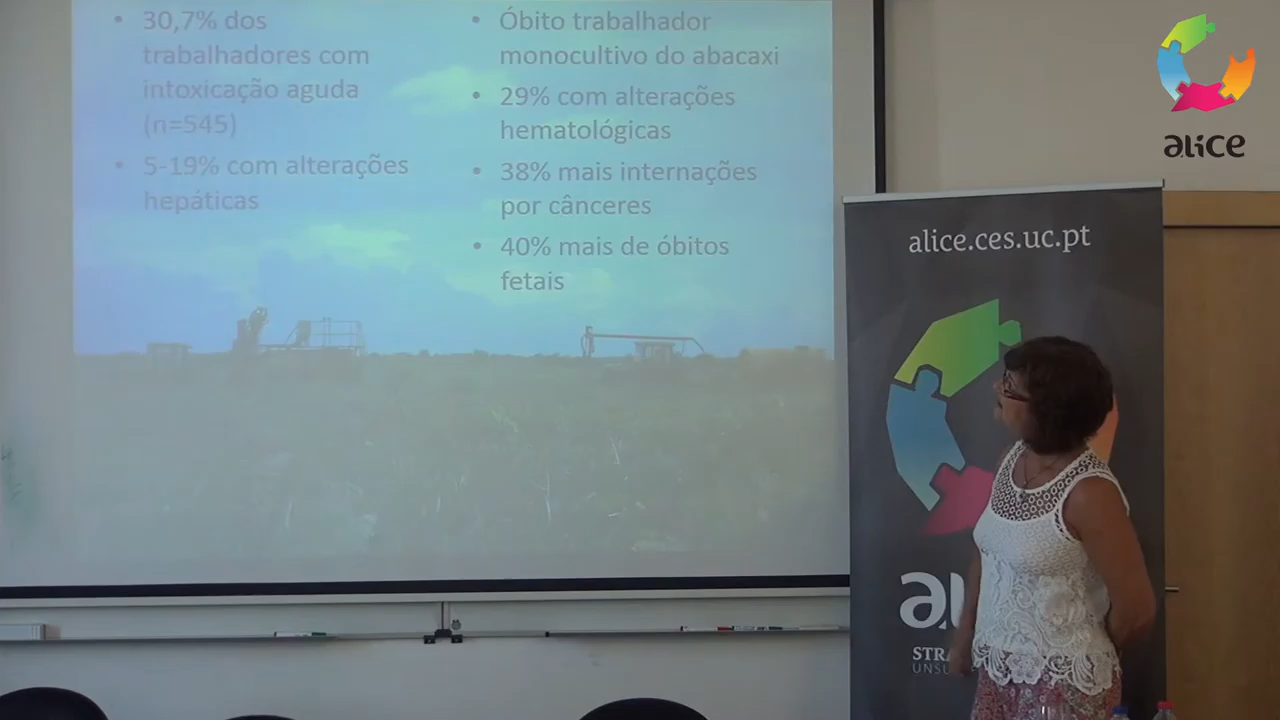 30,7% dos
trabalhadores com
intoxicação aguda
(n=545)
5-19% com alterações
hepáticas
Óbito trabalhador
monocultivo do abacaxi
29% com alterações
hematológicas
38% mais internações
por cânceres
40% mais de óbitos
fetais
alice
alice.ces.uc.pt